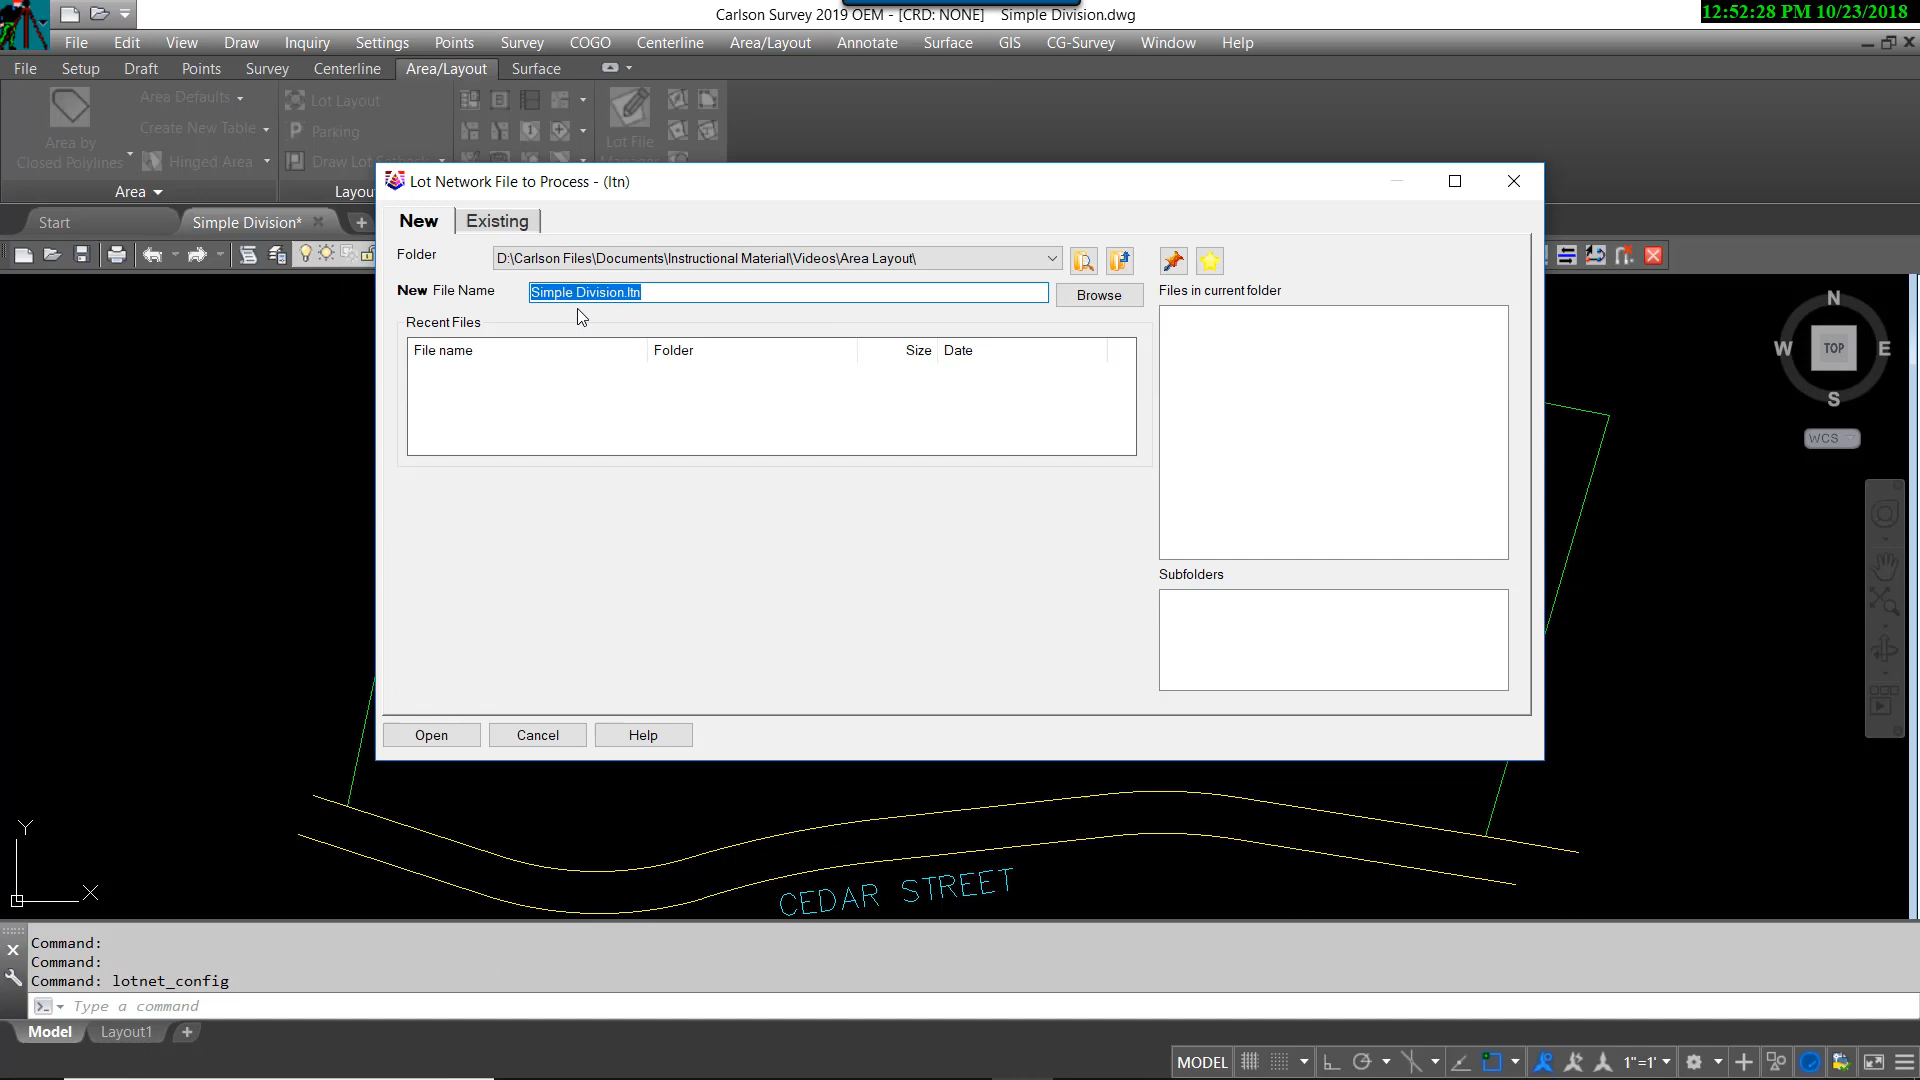 Carlson Survey 2019 OEM - [CRD: NONE] Simple Division.dwg
12:52:28 PM 10/23/2018
File Edit View Draw Inquiry Settings Points Survey COGO Centerline Area/Layout Annotate Surface GIS CG-Survey Window Help
File Setup Draft Points Survey Centerline Area/Layout Surface
Area Defaults
Lot Layout
Create New Table
Parking
Area by
Closed Polylines
Hinged Area
Draw Lot
Lot File
Area
Layou
Lot Network File to Process - (ltn)
Start
Simple Division*
New
Existing
Folder
D:\Carlson Files\Documents\Instructional Material\Videos\Area Layout\
New File Name
Simple Division.ltn
Browse
Files in current folder
Recent Files
File name Folder Size Date
Subfolders
Open
Cancel
Help
N
W
TOP
E
S
WCS
Y
X
CEDAR STREET
Command:
Command:
Command: lotnet_config
Type a command
Model
Layout1
MODEL
1"=1'